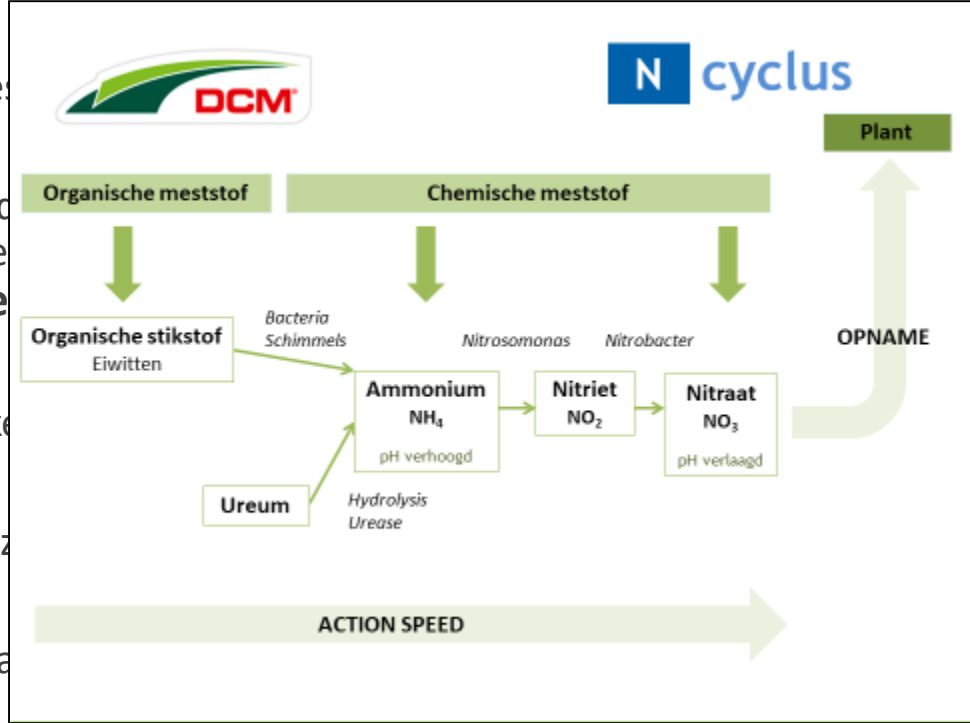 DCM
N cyclus
Plant
Organische meststof
Chemische meststof
Organische stikstof
Eiwitten
Bacteria
Schimmels
Nitrosomonas
Nitrobacter
OPNAME
Ammonium
NH₄
pH verhoogd
Nitriet
NO₂
Nitraat
NO₃
pH verlaagd
Ureum
Hydrolysis
Urease
ACTION SPEED